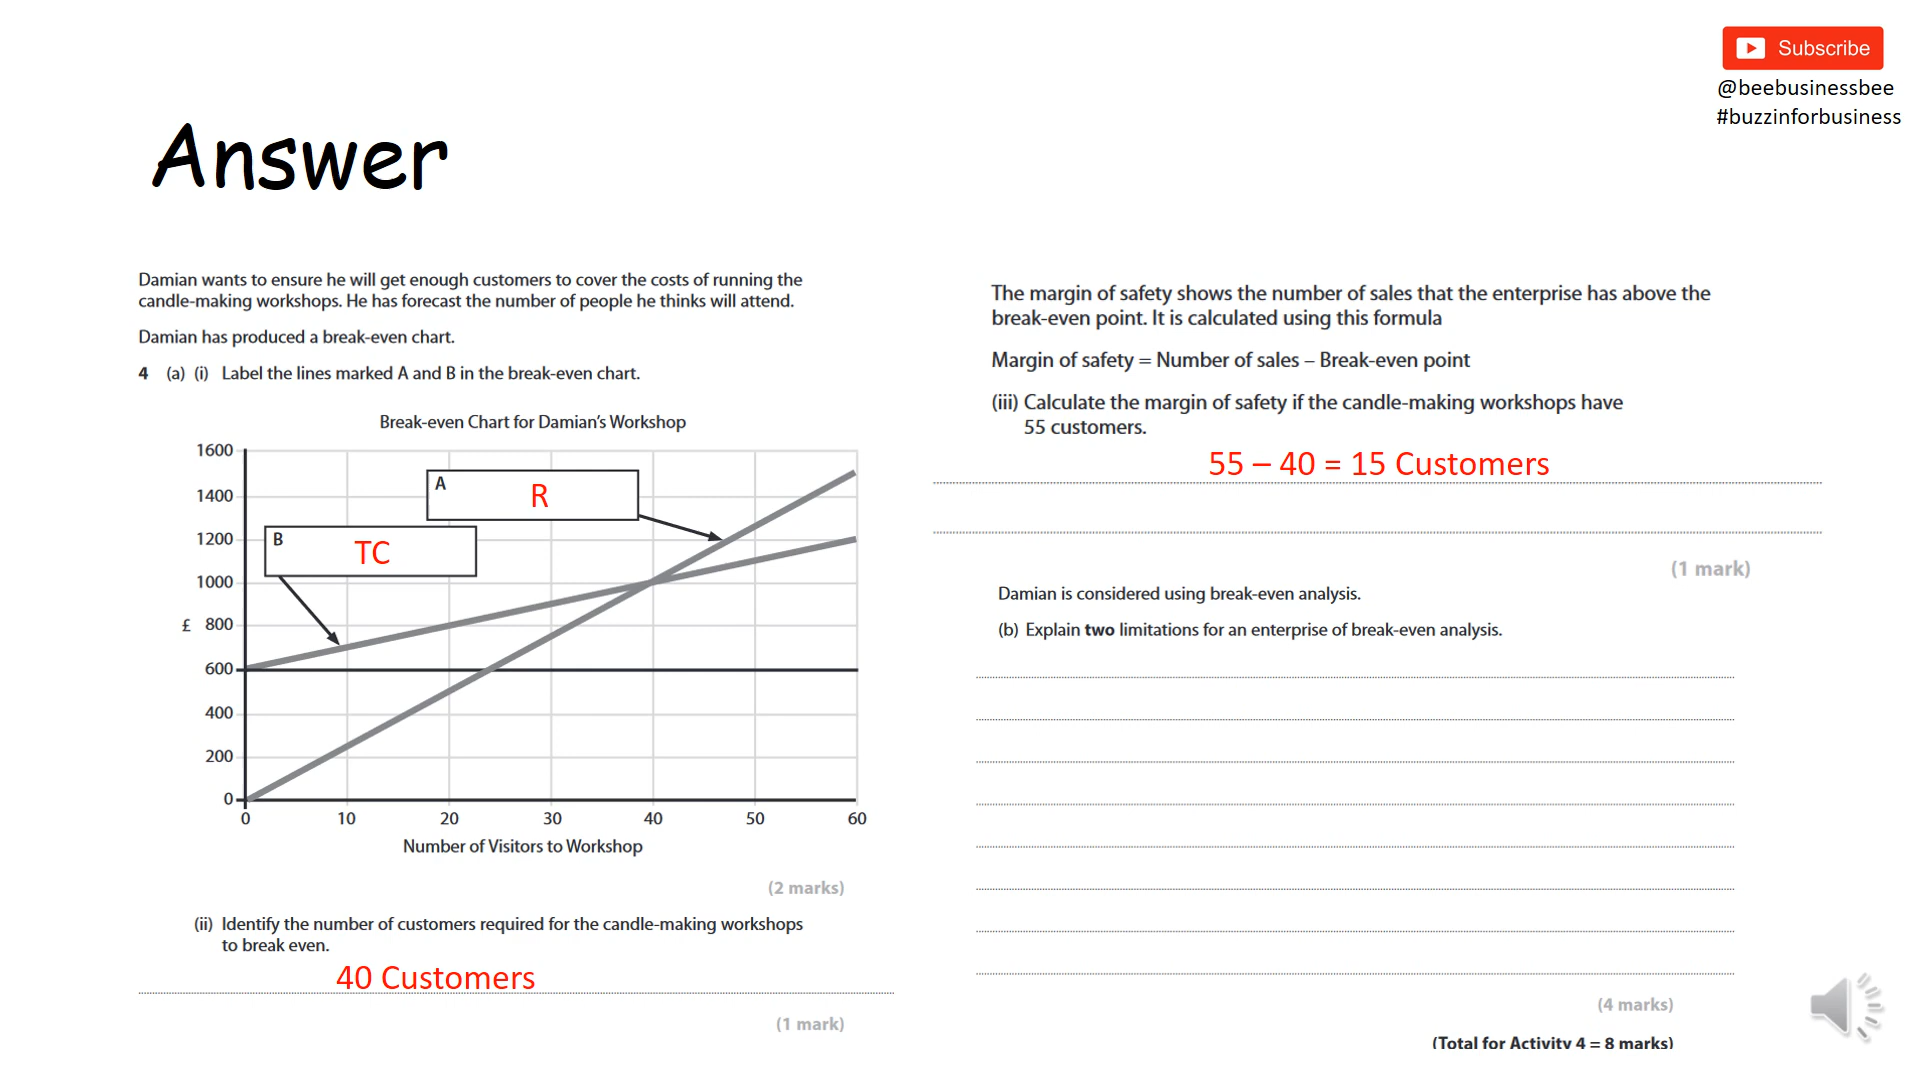 Subscribe
@beebusinessbee
#buzzinforbusiness
Answer
Damian wants to ensure he will get enough customers to cover the costs of running the
candle-making workshops. He has forecast the number of people he thinks will attend.
Damian has produced a break-even chart.
4 (a) (i) Label the lines marked A and B in the break-even chart.
Break-even Chart for Damian's Workshop
1600
1400
1200
1000
£ 800
600
400
200
0
A R
B TC
0 10 20 30 40 50 60
Number of Visitors to Workshop
(2 marks)
(ii) Identify the number of customers required for the candle-making workshops
to break even.
40 Customers
(1 mark)
The margin of safety shows the number of sales that the enterprise has above the
break-even point. It is calculated using this formula
Margin of safety = Number of sales – Break-even point
(iii) Calculate the margin of safety if the candle-making workshops have
55 customers.
55 – 40 = 15 Customers
(1 mark)
Damian is considering using break-even analysis.
(b) Explain two limitations for an enterprise of break-even analysis.
(4 marks)
(Total for Activity 4 = 8 marks)